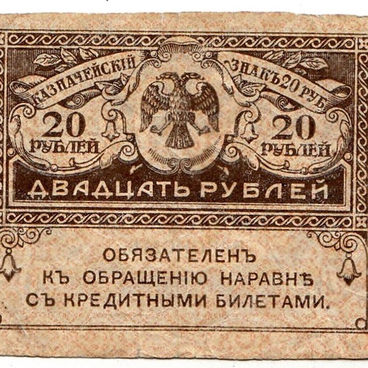 КАЗНАЧЕЙСКІЙ ЗНАКЪ 20 РУБ.
20 20
РУБЛЕЙ РУБЛЕЙ
ДВАДЦАТЬ РУБЛЕЙ
ОБЯЗАТЕЛЕНЪ
КЪ ОБРАЩЕНІЮ НАРАВНѢ
СЪ КРЕДИТНЫМИ БИЛЕТАМИ.